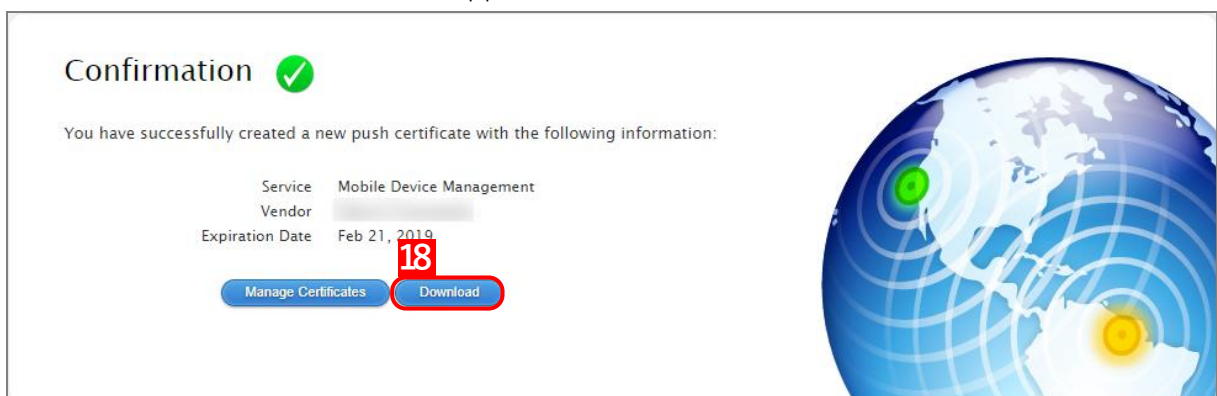 Confirmation
You have successfully created a new push certificate with the following information:
Service Mobile Device Management
Vendor
Expiration Date Feb 21, 2019
18
Manage Certificates Download